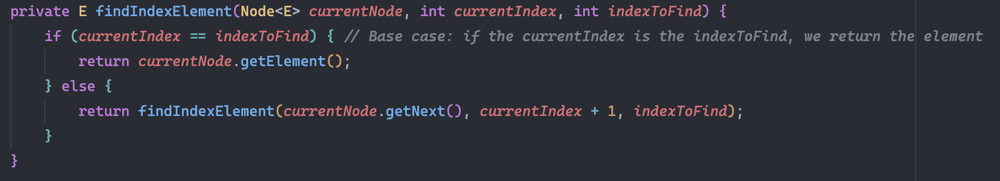 private E findIndexElement(Node<E> currentNode, int currentIndex, int indexToFind) {
if (currentIndex == indexToFind) { // Base case: if the currentIndex is the indexToFind, we return the element
return currentNode.getElement();
} else {
return findIndexElement(currentNode.getNext(), currentIndex + 1, indexToFind);
}
}